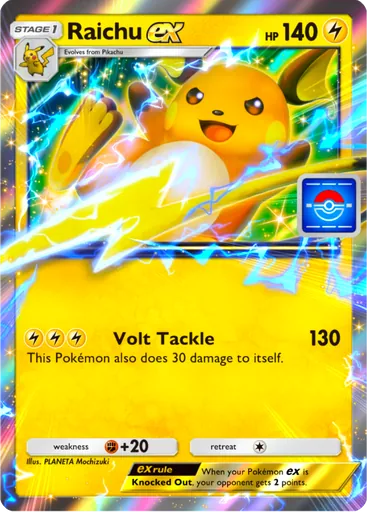 STAGE 1 Raichu ex HP 140
Evolves from Pikachu
Volt Tackle 130
This Pokémon also does 30 damage to itself.
weakness +20 retreat
Illus. PLANETA Mochizuki
ex rule When your Pokémon ex is
Knocked Out, your opponent gets 2 points.